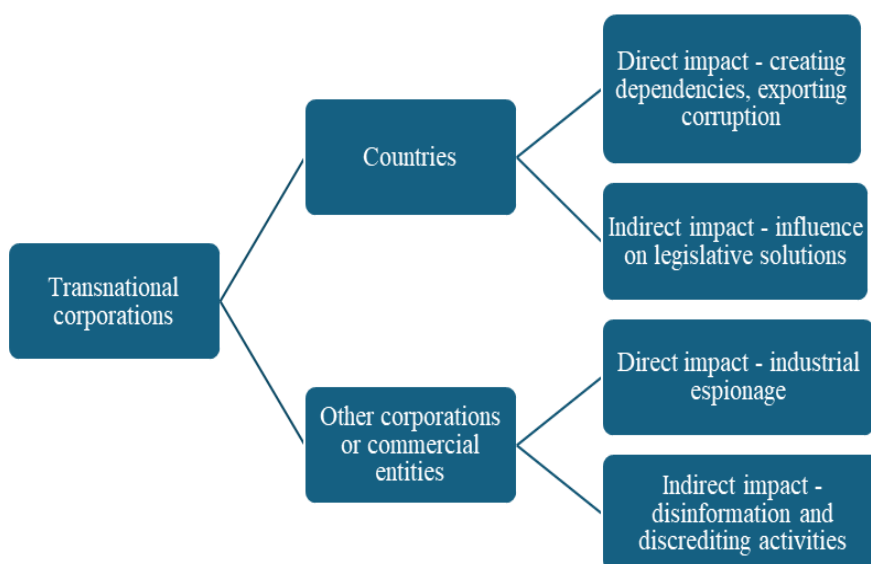 Transnational
corporations
Countries
Direct impact - creating
dependencies, exporting
corruption
Indirect impact - influence
on legislative solutions
Other corporations
or commercial
entities
Direct impact - industrial
espionage
Indirect impact -
disinformation and
discrediting activities